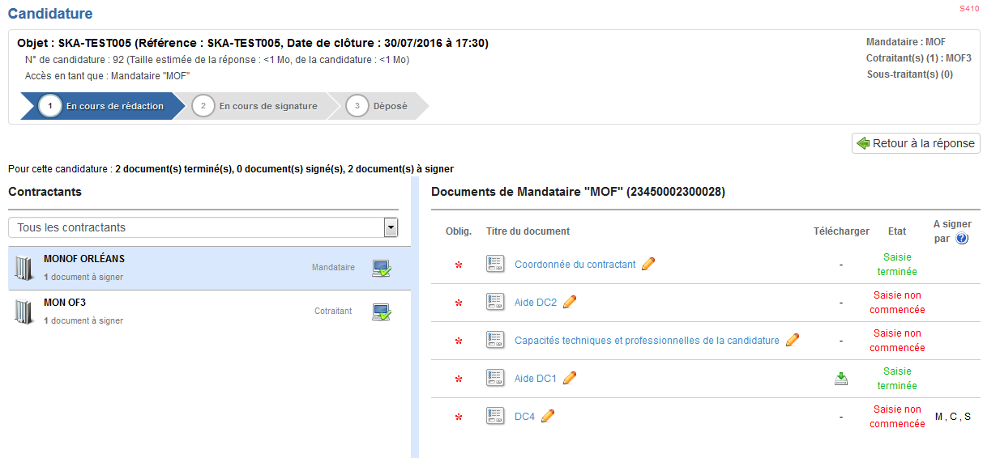 Candidature
S410
Objet : SKA-TEST005 (Référence : SKA-TEST005, Date de clôture : 30/07/2016 à 17:30)
N° de candidature : 92 (Taille estimée de la réponse : <1 Mo, de la candidature : <1 Mo)
Accès en tant que : Mandataire "MOF"
Mandataire : MOF
Cotraitant(s) (1) : MOF3
Sous-traitant(s) (0)
1 En cours de rédaction 2 En cours de signature 3 Déposé
Retour à la réponse
Pour cette candidature : 2 document(s) terminé(s), 0 document(s) signé(s), 2 document(s) à signer
Contractants
Tous les contractants
MONOF ORLÉANS
Mandataire
1 document à signer
MON OF3
Cotraitant
1 document à signer
Documents de Mandataire "MOF" (23450002300028)
Oblig. Titre du document Télécharger Etat A signer
par ?
* Coordonnée du contractant - Saisie
terminée
* Aide DC2 - Saisie non
commencée
* Capacités techniques et professionnelles de la candidature - Saisie non
commencée
* Aide DC1 Saisie
terminée
* DC4 - Saisie non
commencée M , C , S